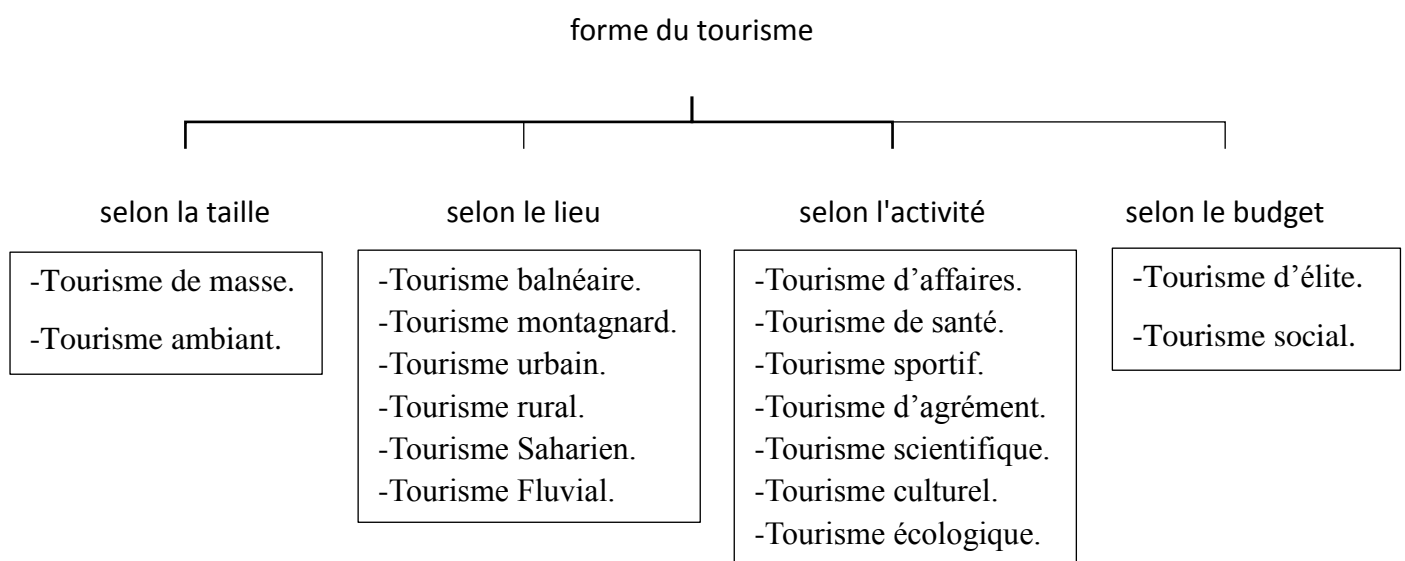 forme du tourisme
selon la taille
-Tourisme de masse.
-Tourisme ambiant.
selon le lieu
-Tourisme balnéaire.
-Tourisme montagnard.
-Tourisme urbain.
-Tourisme rural.
-Tourisme Saharien.
-Tourisme Fluvial.
selon l'activité
-Tourisme d’affaires.
-Tourisme de santé.
-Tourisme sportif.
-Tourisme d’agrément.
-Tourisme scientifique.
-Tourisme culturel.
-Tourisme écologique.
selon le budget
-Tourisme d’élite.
-Tourisme social.